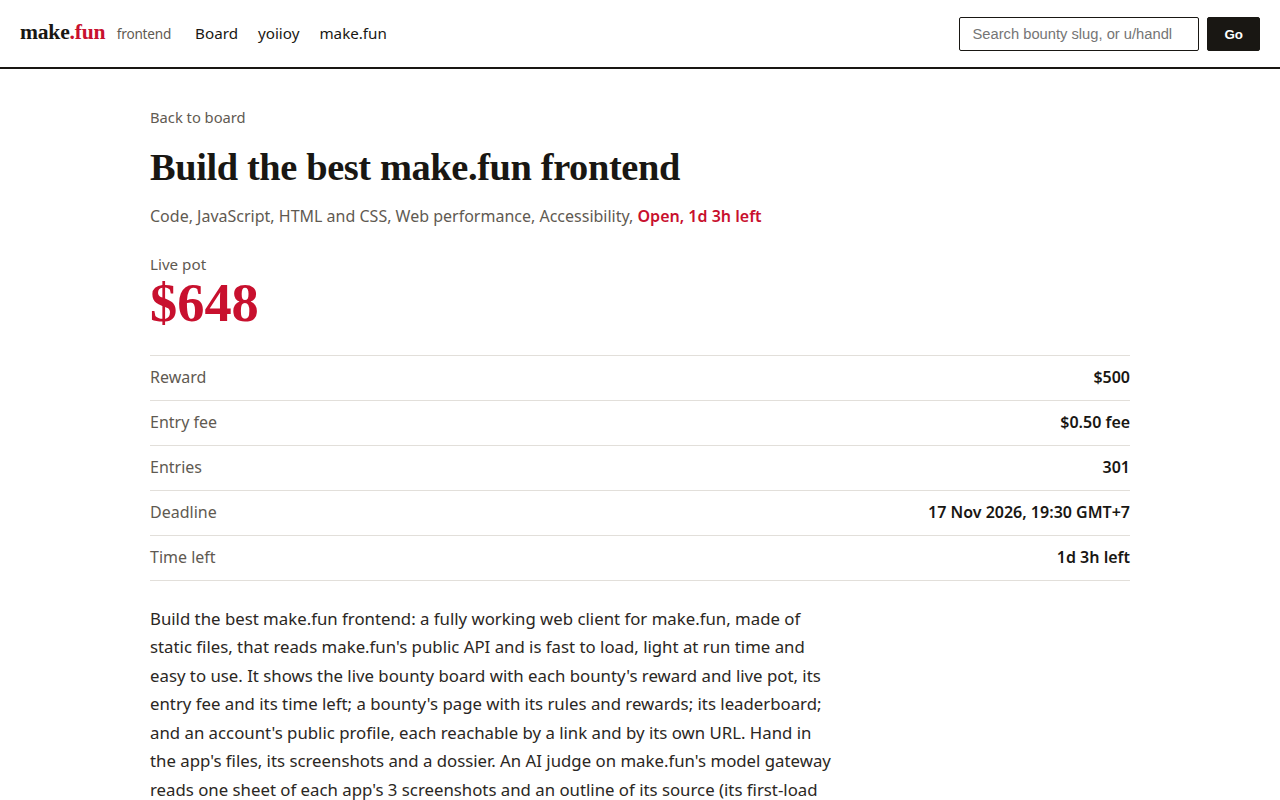 make.fun frontend Board yoiioy make.fun Search bounty slug, or u/handl Go
Back to board
Build the best make.fun frontend
Code, JavaScript, HTML and CSS, Web performance, Accessibility, Open, 1d 3h left
Live pot
$648
Reward $500
Entry fee $0.50 fee
Entries 301
Deadline 17 Nov 2026, 19:30 GMT+7
Time left 1d 3h left
Build the best make.fun frontend: a fully working web client for make.fun, made of
static files, that reads make.fun's public API and is fast to load, light at run time and
easy to use. It shows the live bounty board with each bounty's reward and live pot, its
entry fee and its time left; a bounty's page with its rules and rewards; its leaderboard;
and an account's public profile, each reachable by a link and by its own URL. Hand in
the app's files, its screenshots and a dossier. An AI judge on make.fun's model gateway
reads one sheet of each app's 3 screenshots and an outline of its source (its first-load